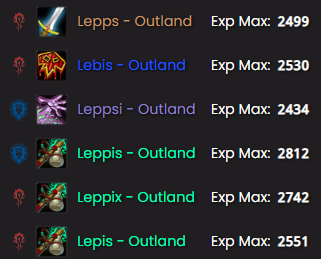 Lepps - Outland Exp Max: 2499
Lebis - Outland Exp Max: 2530
Leppsi - Outland Exp Max: 2434
Leppis - Outland Exp Max: 2812
Leppix - Outland Exp Max: 2742
Lepis - Outland Exp Max: 2551